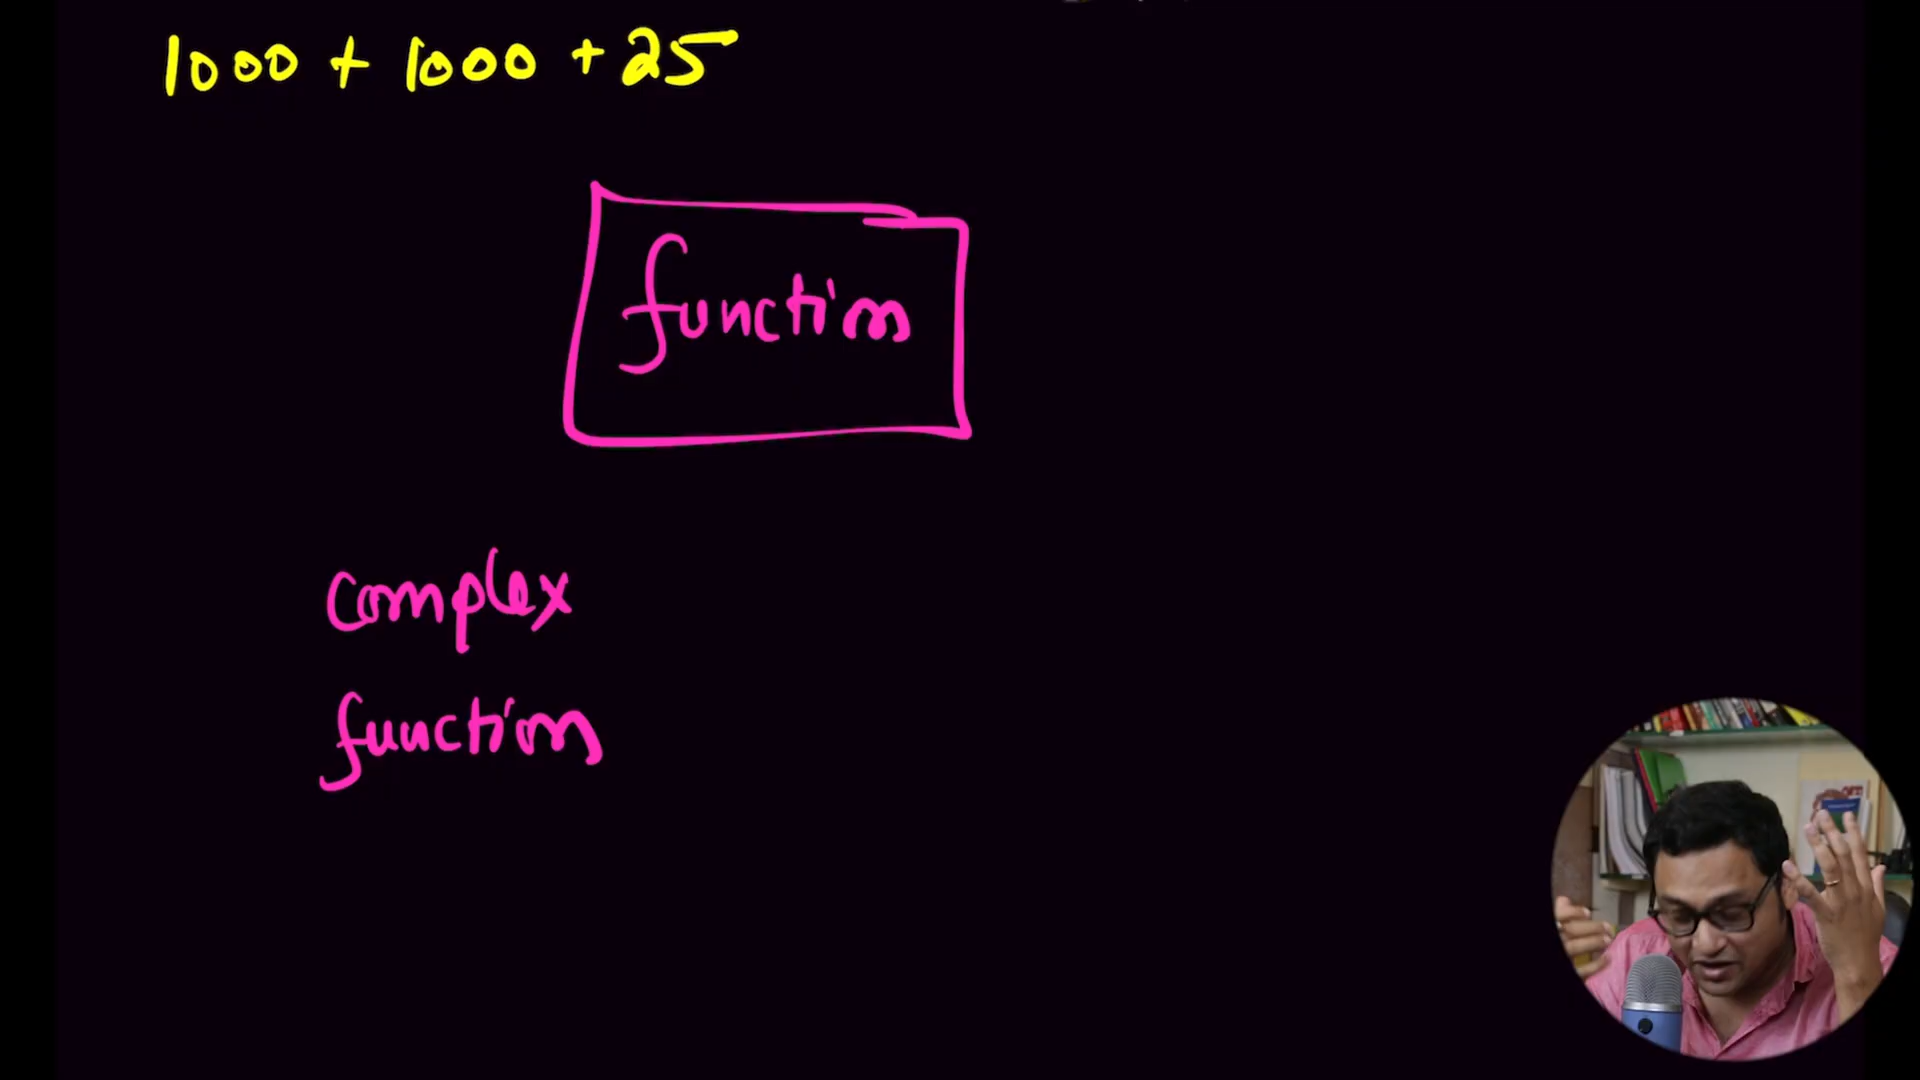 1000 + 1000 + 25
function
complex
function